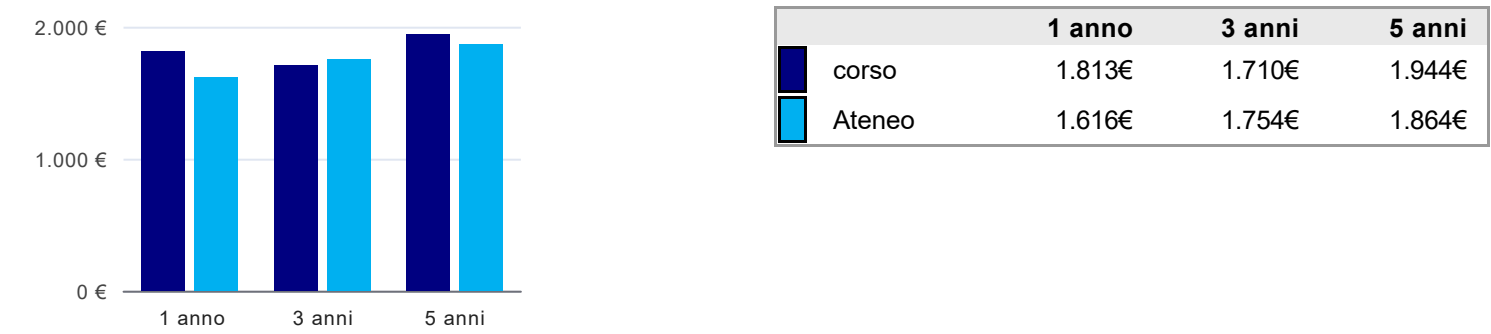 2.000 €
1.000 €
0 €
1 anno 3 anni 5 anni
1 anno 3 anni 5 anni
corso 1.813€ 1.710€ 1.944€
Ateneo 1.616€ 1.754€ 1.864€